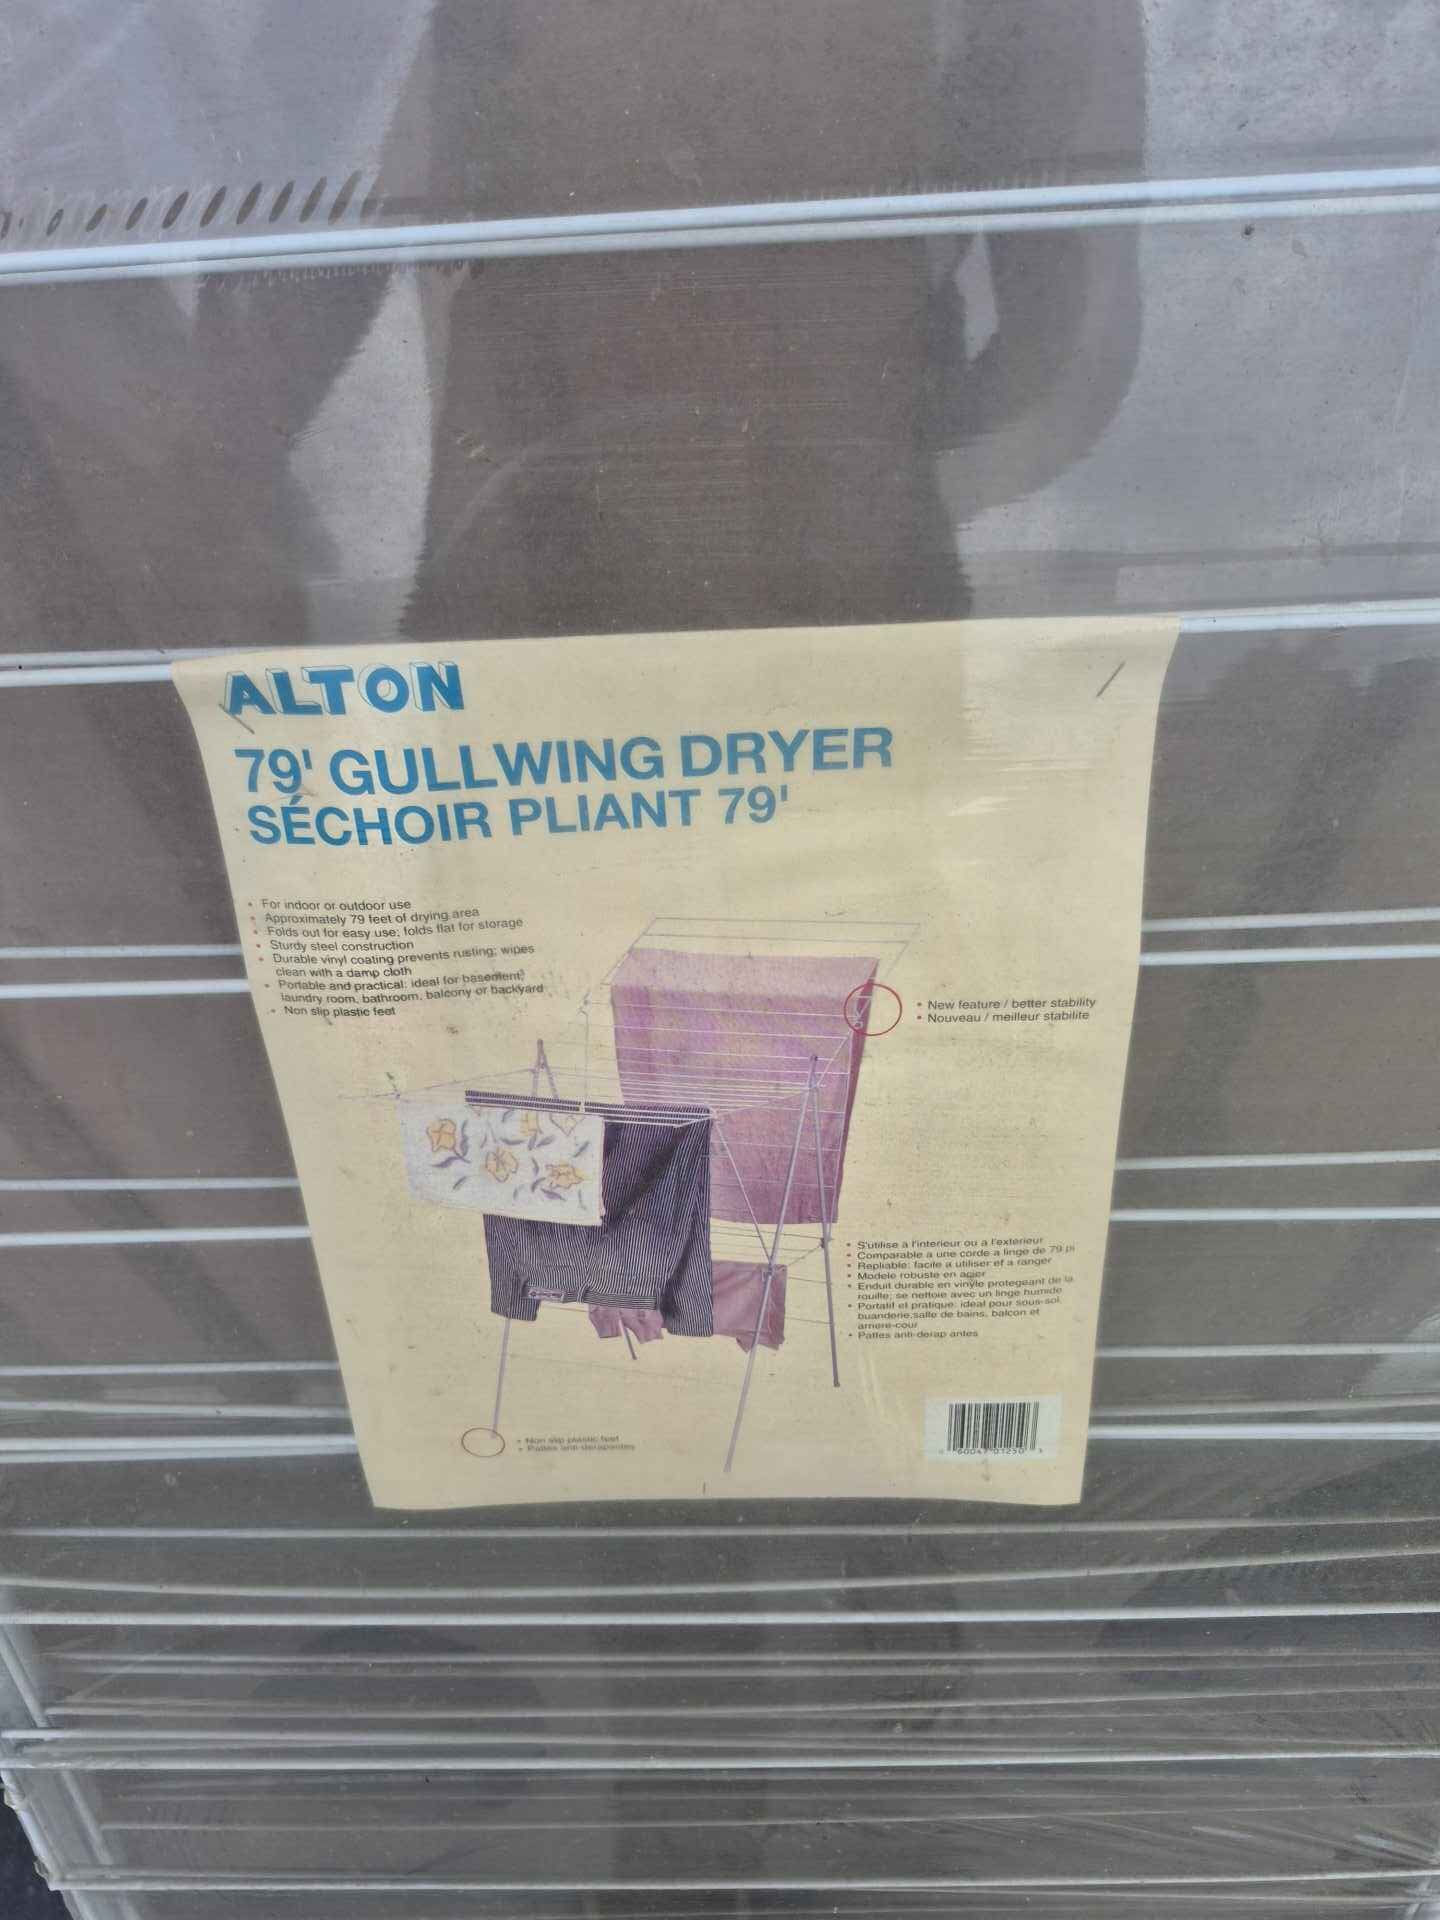 ALTON
79' GULLWING DRYER
SÉCHOIR PLIANT 79'
• For indoor or outdoor use
• Approximately 79 feet of drying area
• Folds out for easy use; folds flat for storage
• Sturdy steel construction
• Durable vinyl coating prevents rusting; wipes
clean with a damp cloth
• Portable and practical: ideal for basement,
laundry room, bathroom, balcony or backyard
• Non slip plastic feet
• New feature / better stability
• Nouveau / meilleur stabilite
• S'utilise à l'interieur ou à l'exterieur
• Comparable a une corde a linge de 79 pi
• Repliable: facile a utiliser et a ranger
• Modele robuste en acier
• Enduit durable en vinyle protegeant de la
rouille; se nettoie avec un linge humide
• Portatif et pratique: ideal pour sous-sol,
buanderie, salle de bains, balcon et
arriere-cour
• Pattes anti-derap antes
• Non slip plastic feet
• Pattes anti-derapantes